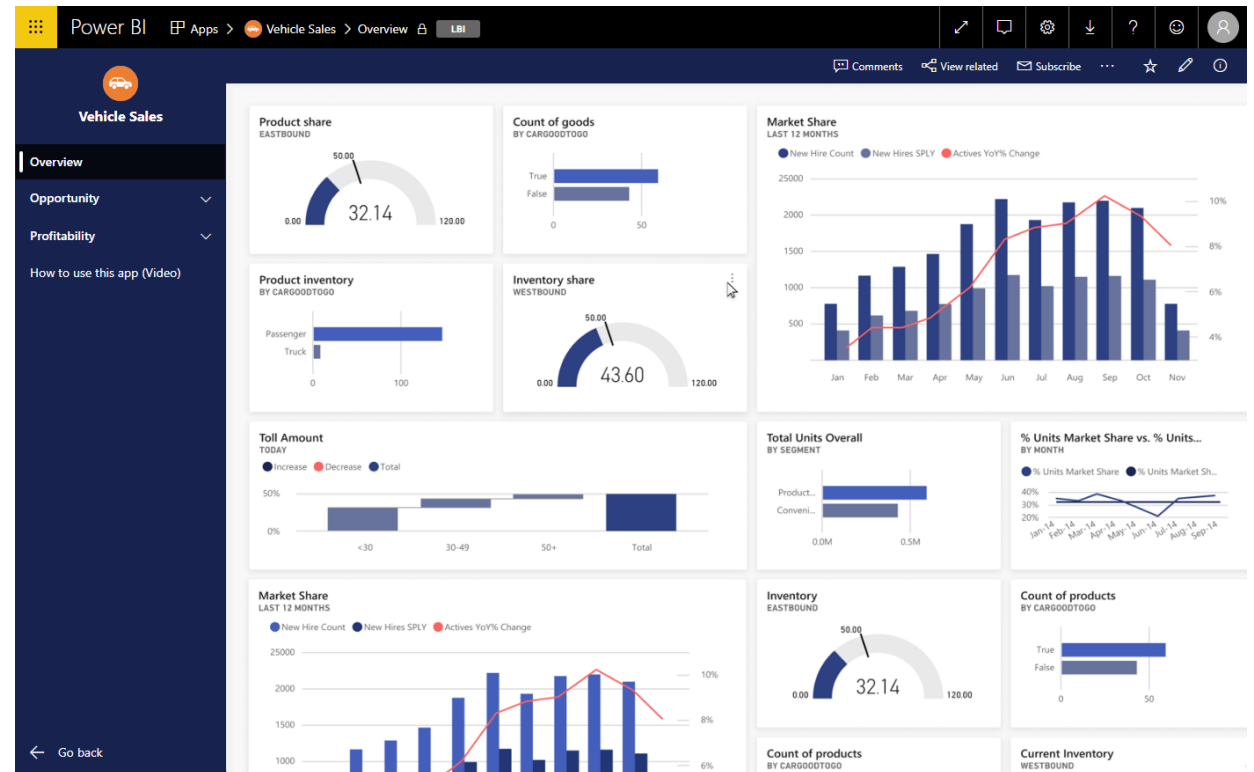 Power BI Apps > Vehicle Sales > Overview LBI
?
Comments View related Subscribe ...
Vehicle Sales
Overview
Opportunity
Profitability
How to use this app (Video)
Go back
Product share
EASTBOUND
50.00
32.14
0.00 120.00
Count of goods
BY CARGOODTOGO
True
False
0 50
Market Share
LAST 12 MONTHS
New Hire Count New Hires SPLY Actives YoY% Change
25000
2000 10%
1500 8%
1000 6%
500 4%
Jan Feb Mar Apr May Jun Jul Aug Sep Oct Nov
Product inventory
BY CARGOODTOGO
Passenger
Truck
0 100
Inventory share
WESTBOUND
50.00
43.60
0.00 120.00
Toll Amount
TODAY
Increase Decrease Total
50%
0%
<30 30-49 50+ Total
Total Units Overall
BY SEGMENT
Product...
Conveni...
0.0M 0.5M
% Units Market Share vs. % Units...
BY MONTH
% Units Market Share % Units Market Sh...
40%
30%
20%
Jan-14 Feb-14 Mar-14 Apr-14 May-14 Jun-14 Jul-14 Aug-14 Sep-14
Market Share
LAST 12 MONTHS
New Hire Count New Hires SPLY Actives YoY% Change
25000
2000 10%
1500 8%
1000 6%
Inventory
EASTBOUND
50.00
32.14
0.00 120.00
Count of products
BY CARGOODTOGO
True
False
0 50
Count of products
BY CARGOODTOGO
Current Inventory
WESTBOUND